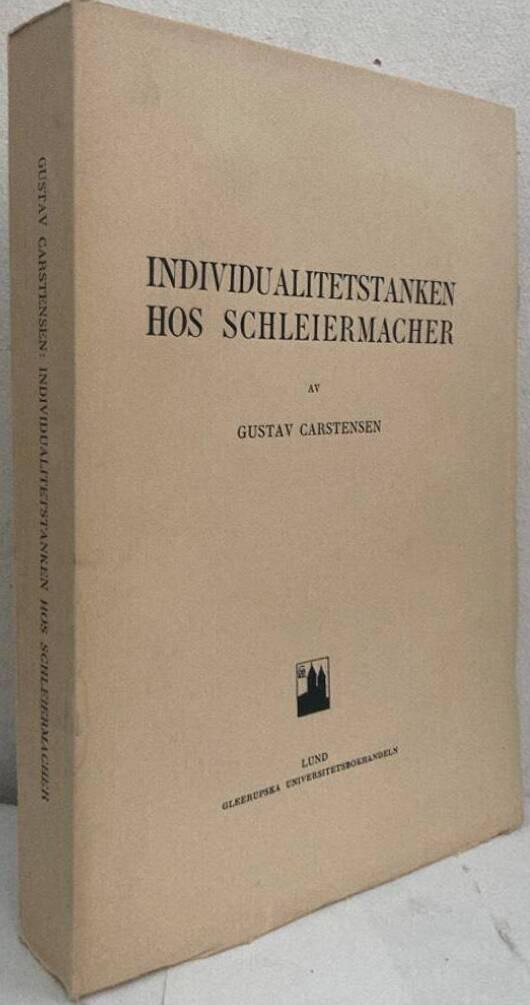 INDIVIDUALITETSTANKEN
HOS SCHLEIERMACHER
AV
GUSTAV CARSTENSEN
LUND
GLEERUPSKA UNIVERSITETSBOKHANDELN
GUSTAV CARSTENSEN: INDIVIDUALITETSTANKEN HOS SCHLEIERMACHER